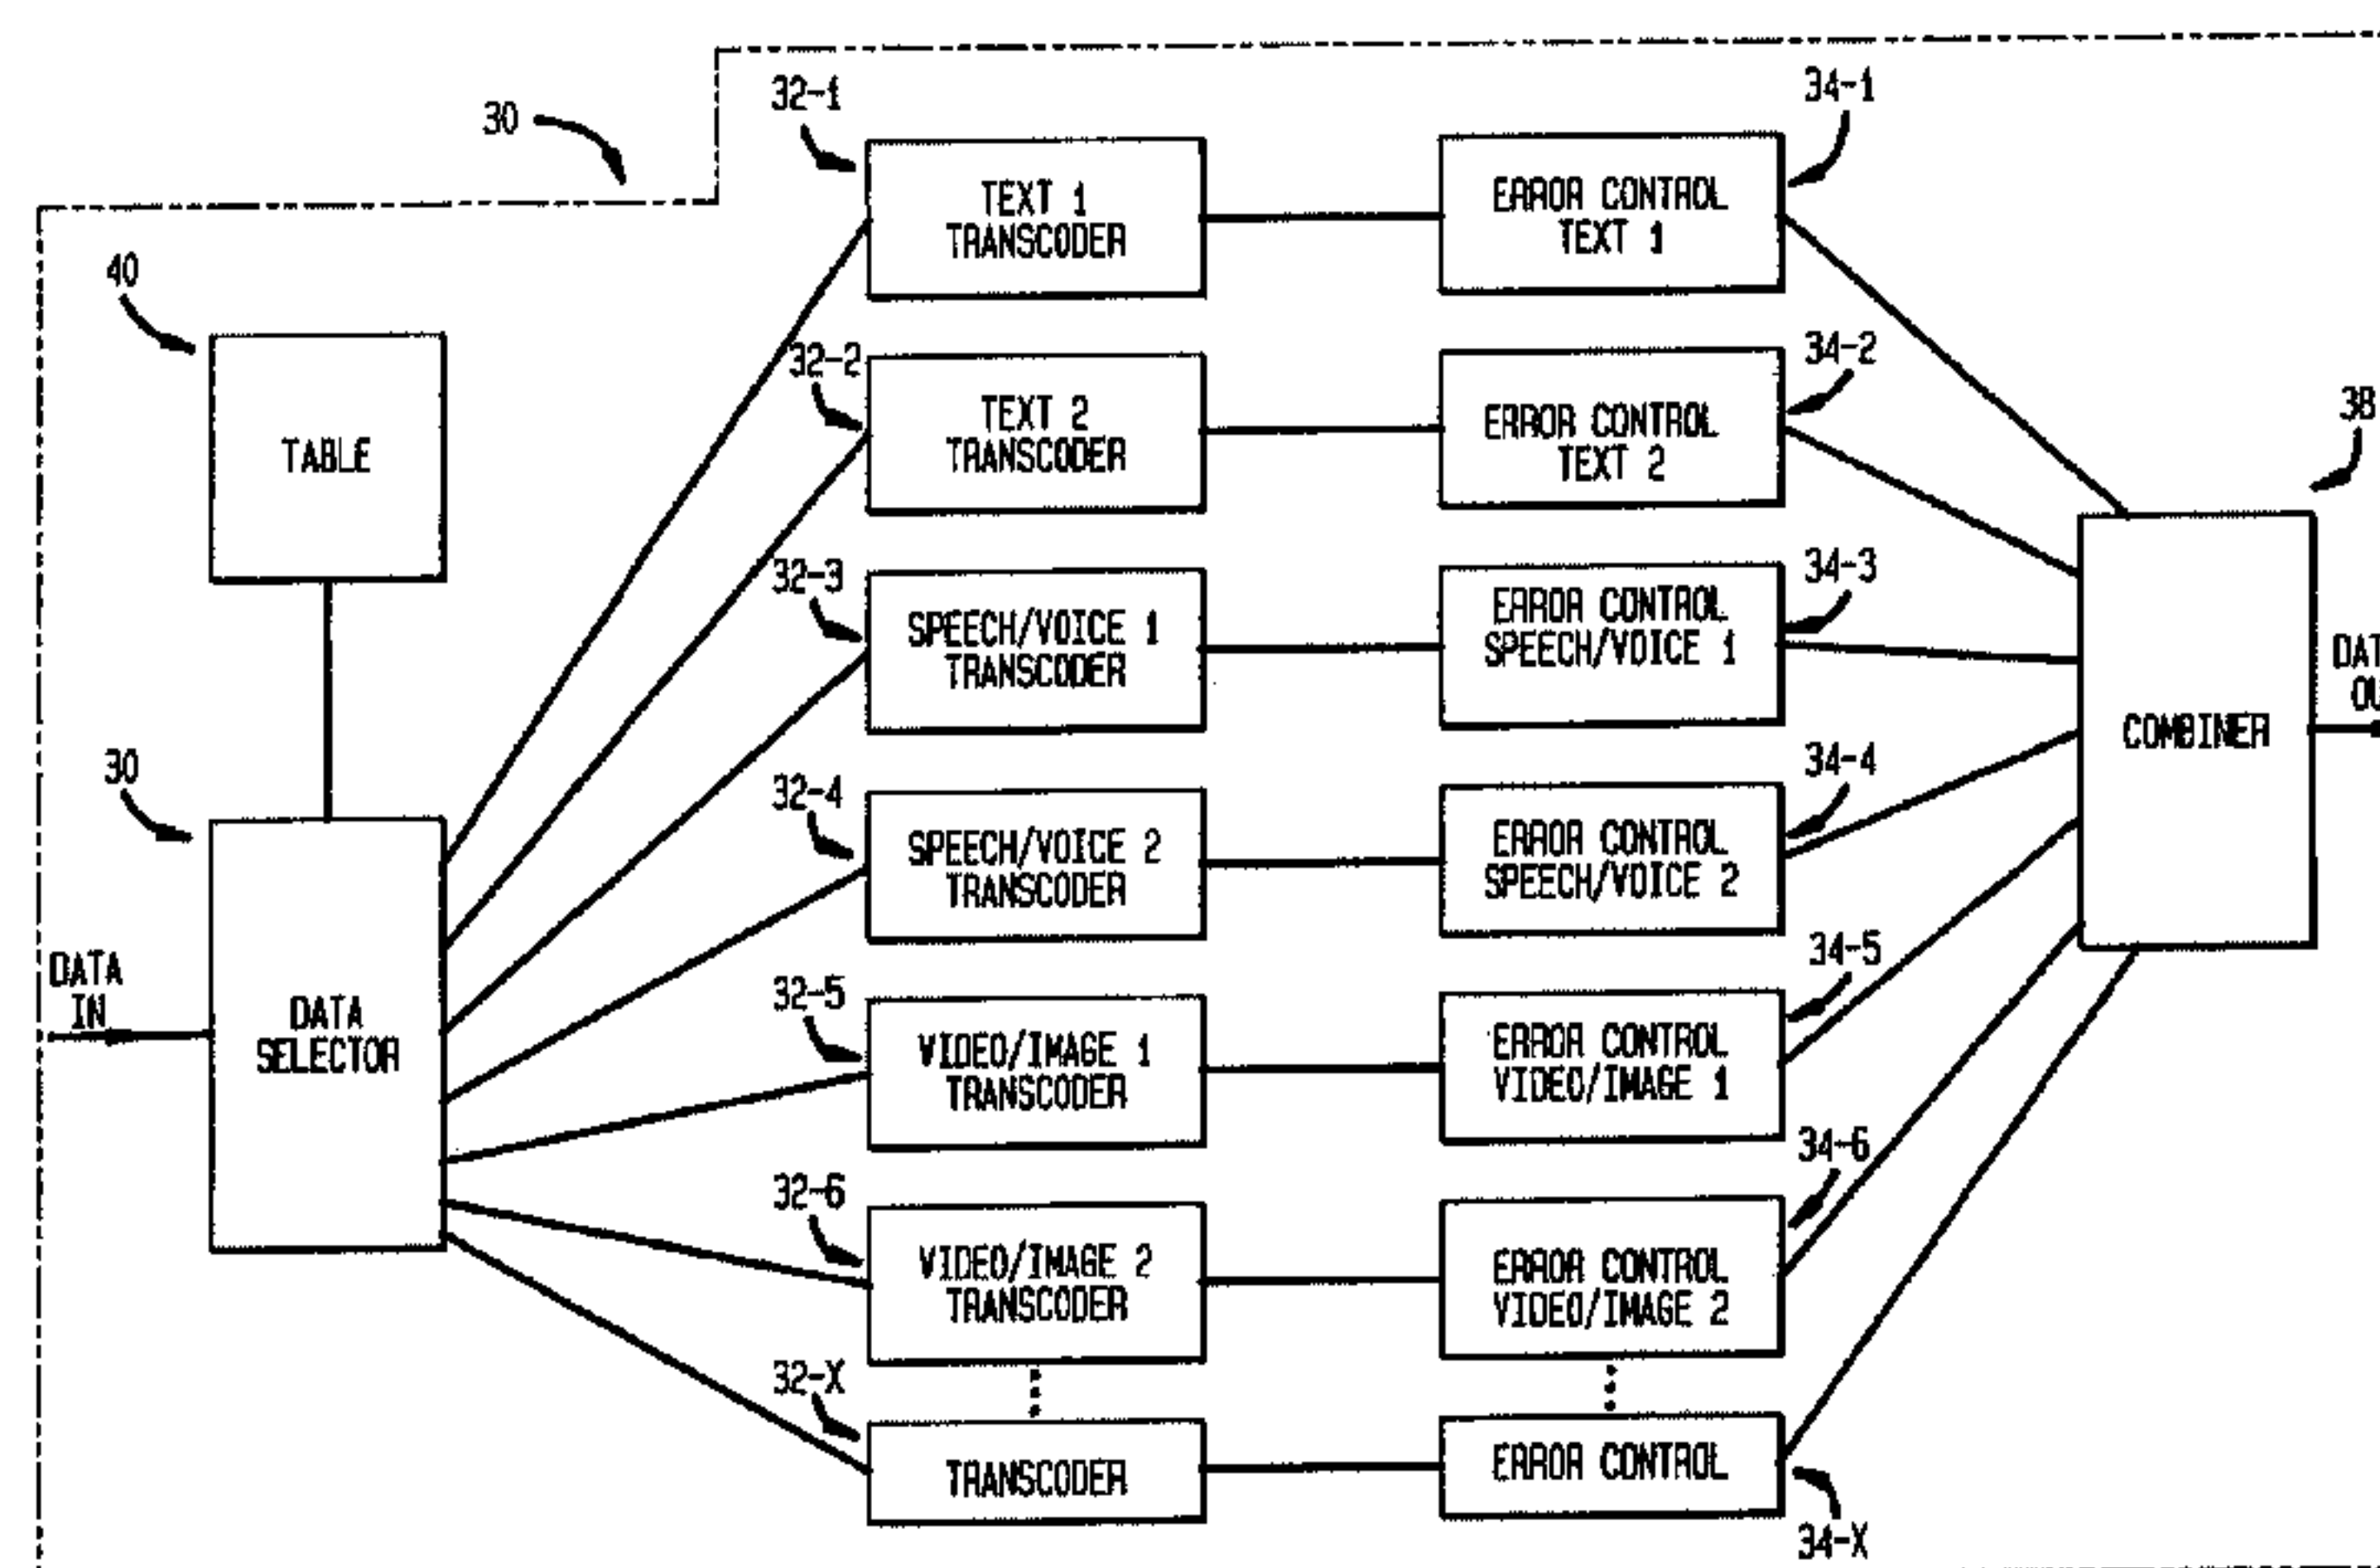 30
32-1
34-1
TEXT 1
TRANSCODER
ERROR CONTROL
TEXT 1
40
TABLE
32-2
34-2
TEXT 2
TRANSCODER
ERROR CONTROL
TEXT 2
38
32-3
34-3
SPEECH/VOICE 1
TRANSCODER
ERROR CONTROL
SPEECH/VOICE 1
COMBINER
DAT
OU
30
32-4
34-4
SPEECH/VOICE 2
TRANSCODER
ERROR CONTROL
SPEECH/VOICE 2
DATA
IN
DATA
SELECTOR
32-5
34-5
VIDEO/IMAGE 1
TRANSCODER
ERROR CONTROL
VIDEO/IMAGE 1
32-6
34-6
VIDEO/IMAGE 2
TRANSCODER
ERROR CONTROL
VIDEO/IMAGE 2
32-X
TRANSCODER
ERROR CONTROL
34-X